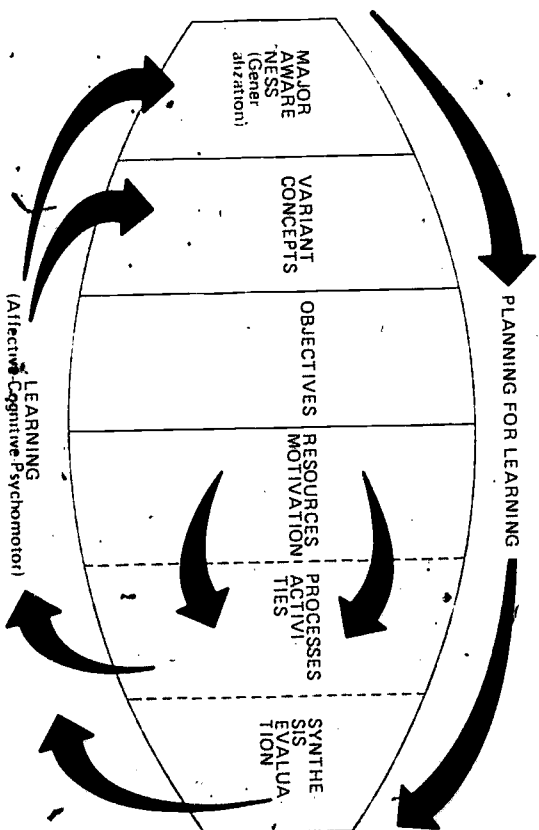 PLANNING FOR LEARNING
MAJOR
AWARE
NESS
(Gener
alization)
VARIANT
CONCEPTS
OBJECTIVES
RESOURCES
MOTIVATION
PROCESSES
ACTIVI-
TIES
SYNTHE-
SIS
EVALUA
TION
LEARNING
(Affective-Cognitive-Psychomotor)